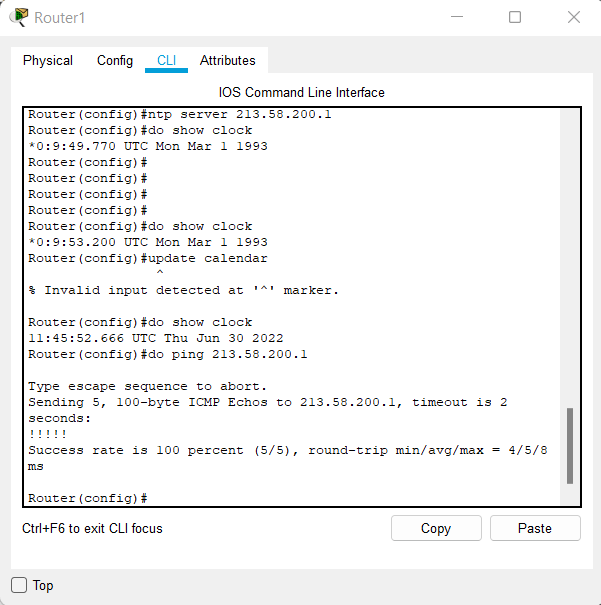 Router1
Physical Config CLI Attributes
IOS Command Line Interface
Router(config)#ntp server 213.58.200.1
Router(config)#do show clock
*0:9:49.770 UTC Mon Mar 1 1993
Router(config)#
Router(config)#
Router(config)#
Router(config)#
Router(config)#do show clock
*0:9:53.200 UTC Mon Mar 1 1993
Router(config)#update calendar
^
% Invalid input detected at '^' marker.
Router(config)#do show clock
11:45:52.666 UTC Thu Jun 30 2022
Router(config)#do ping 213.58.200.1
Type escape sequence to abort.
Sending 5, 100-byte ICMP Echos to 213.58.200.1, timeout is 2
seconds:
!!!!!
Success rate is 100 percent (5/5), round-trip min/avg/max = 4/5/8
ms
Router(config)#
Ctrl+F6 to exit CLI focus Copy Paste
Top